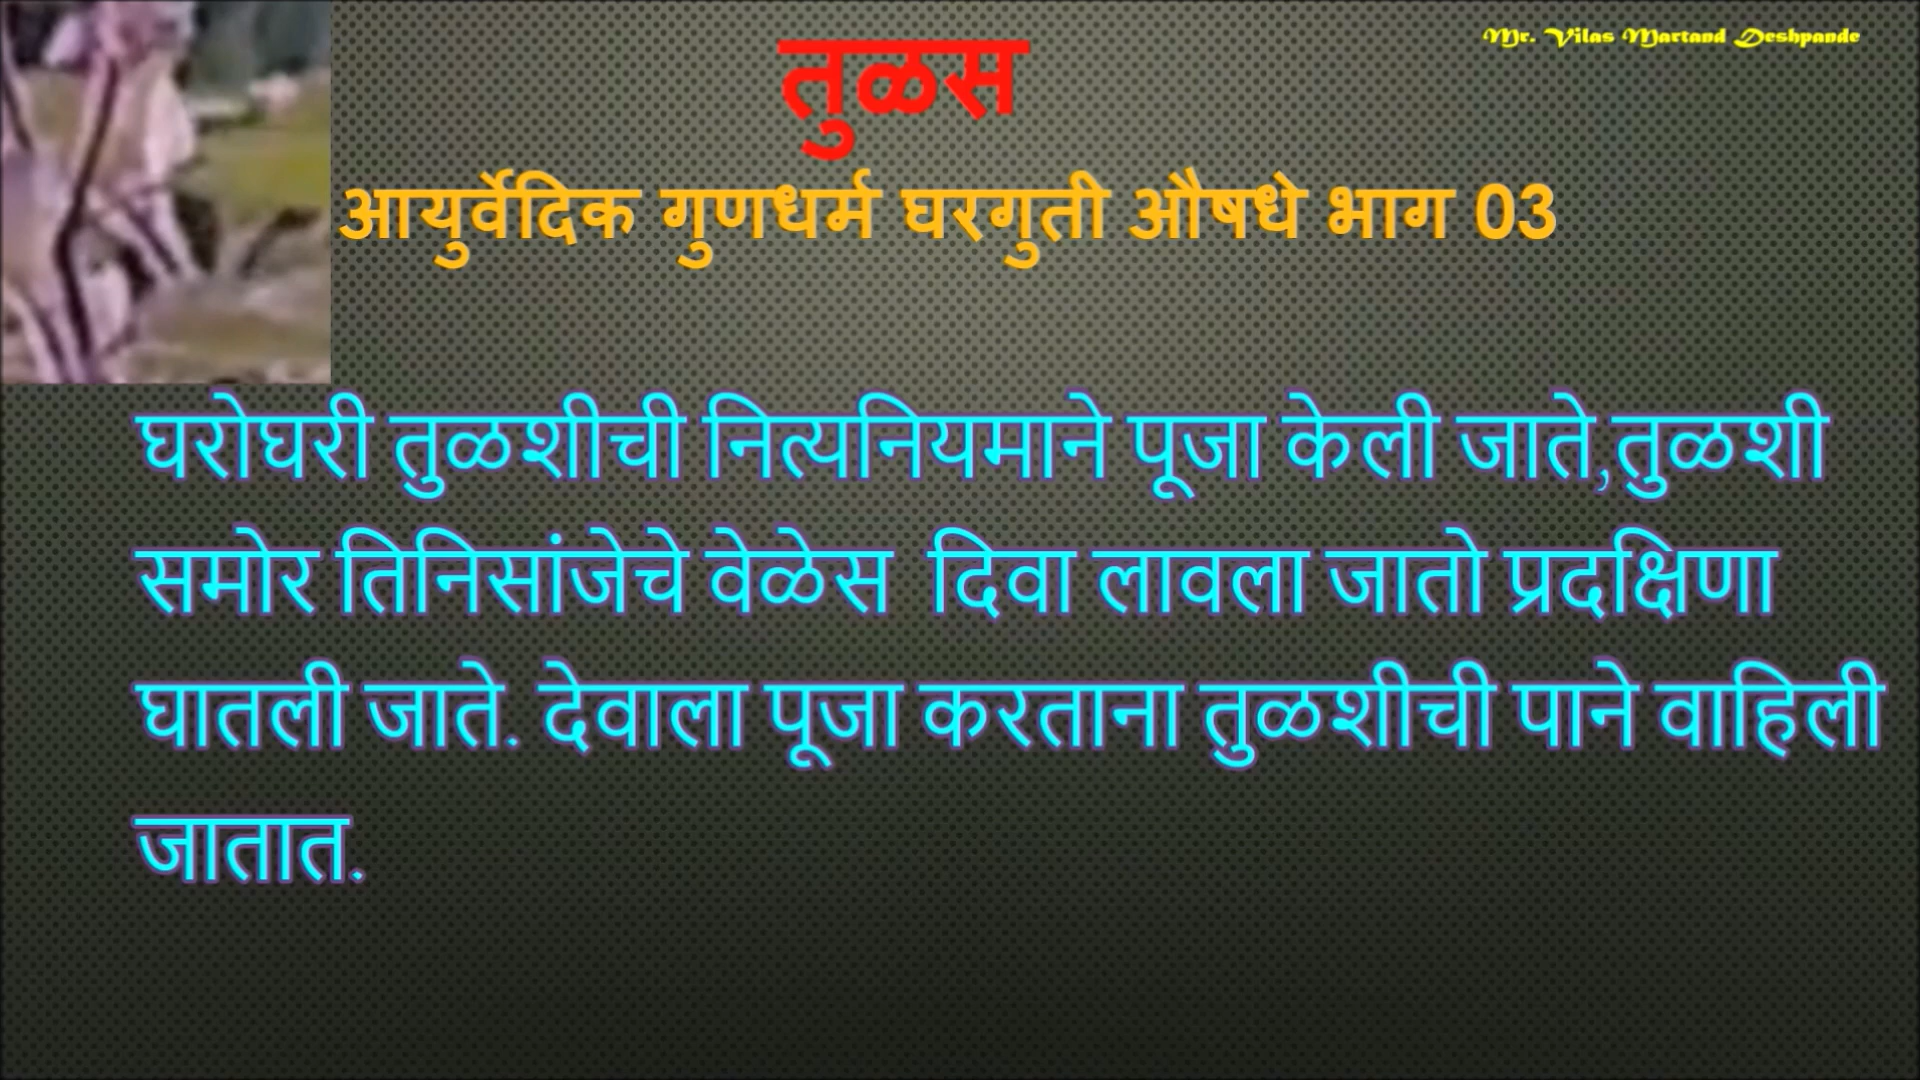 Mr. Vilas Martand Deshpande
तुळस
आयुर्वेदिक गुणधर्म घरगुती औषधे भाग 03
घरोघरी तुळशीची नित्यनियमाने पूजा केली जाते,तुळशी
समोर तिनिसांजेचे वेळेस दिवा लावला जातो प्रदक्षिणा
घातली जाते. देवाला पूजा करताना तुळशीची पाने वाहिली
जातात.